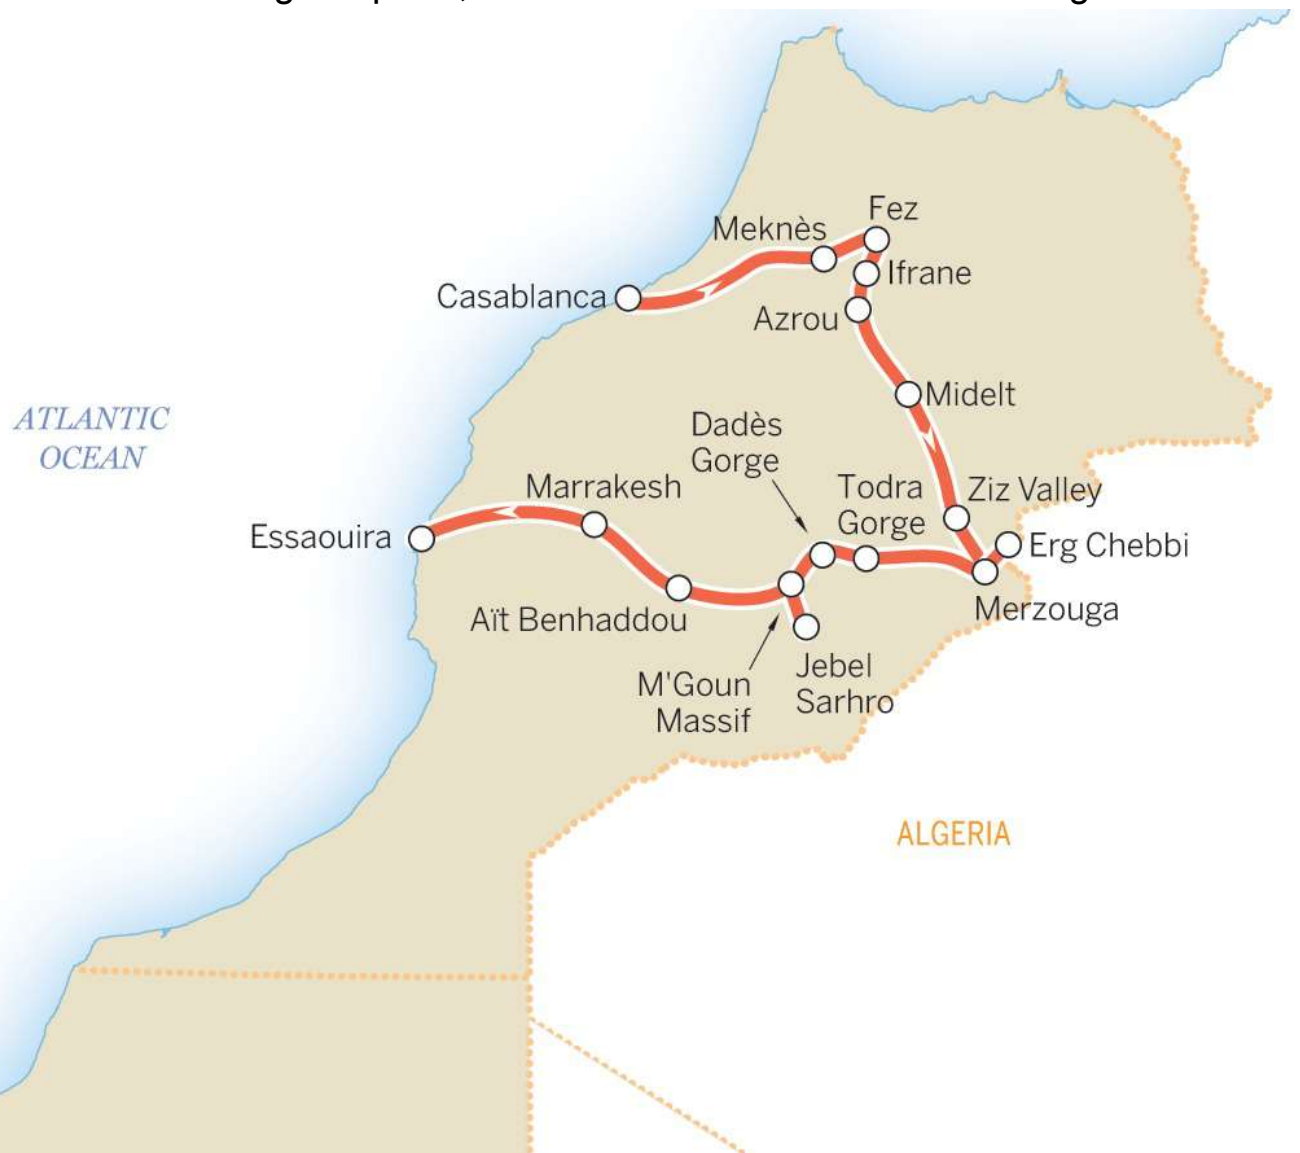 Fez
Meknès
Ifrane
Casablanca
Azrou
Midelt
ATLANTIC
OCEAN
Dadès
Gorge
Marrakesh
Todra
Gorge
Ziz Valley
Essaouira
Erg Chebbi
Merzouga
Aït Benhaddou
Jebel
Sarhro
M'Goun
Massif
ALGERIA